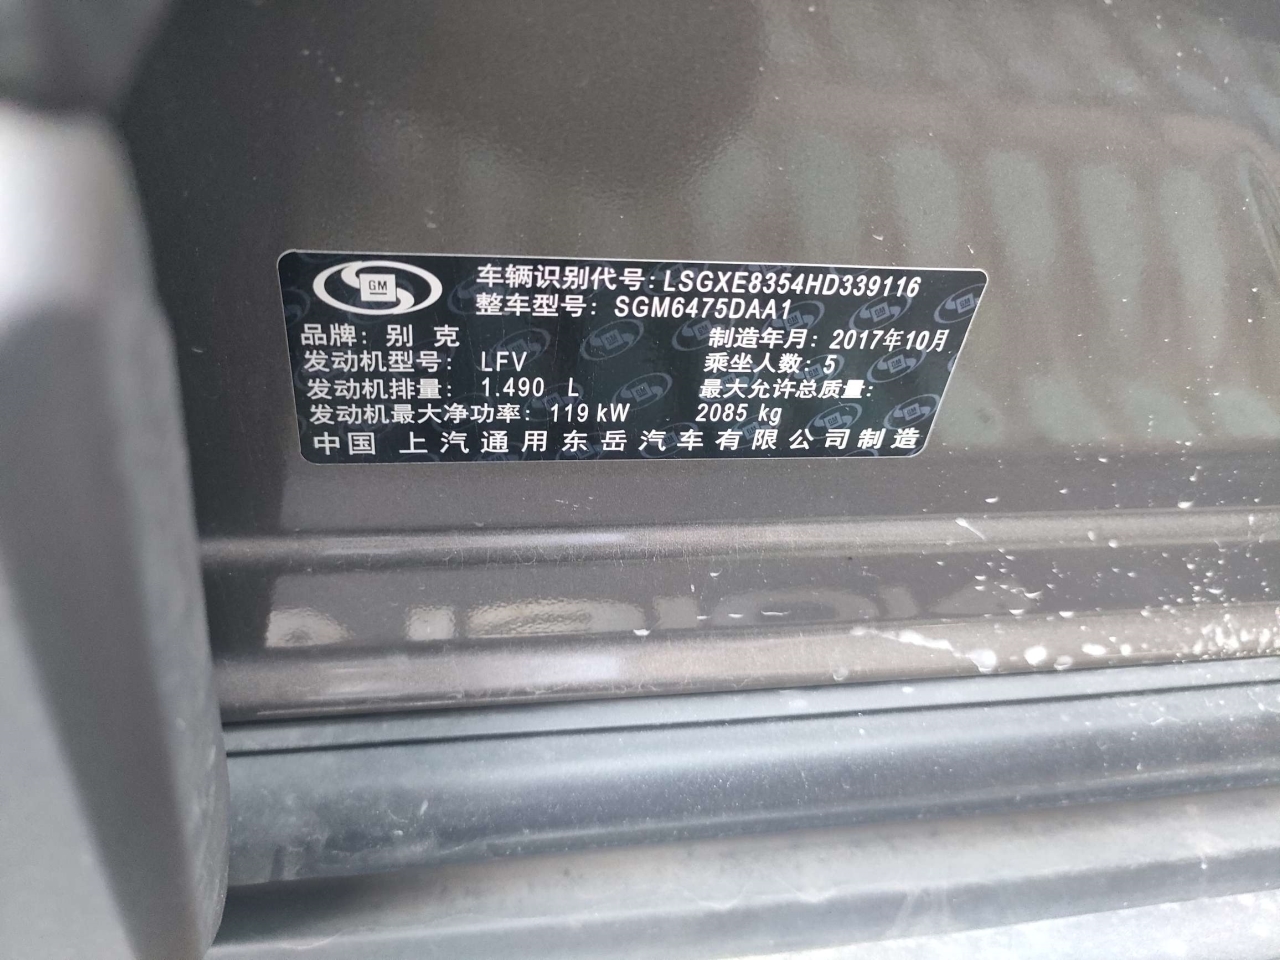 GM
车辆识别代号: LSGXE8354HD339116
整车型号: SGM6475DAA1
品牌: 别克 制造年月: 2017年10月
发动机型号: LFV 乘坐人数: 5
发动机排量: 1.490 L 最大允许总质量:
发动机最大净功率: 119 kW 2085 kg
中国 上汽通用东岳汽车有限公司制造